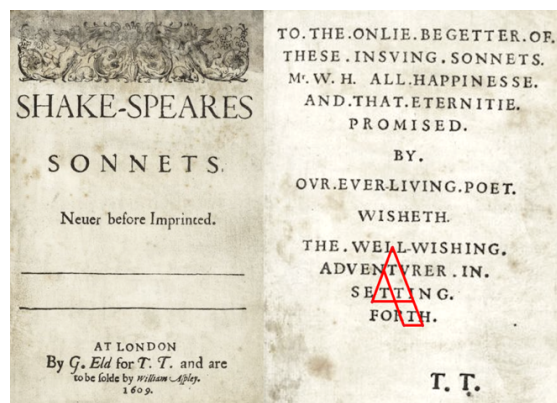 SHAKE-SPEARES
SONNETS.
Neuer before Imprinted.
AT LONDON
By G. Eld for T. T. and are
to be solde by William Aspley.
1609.
TO.THE.ONLIE.BEGETTER.OF.
THESE.INSVING.SONNETS.
Mr.W.H. ALL.HAPPINESSE.
AND.THAT.ETERNITIE.
PROMISED.
BY.
OVR.EVER-LIVING.POET.
WISHETH.
THE.WELL-WISHING.
ADVENTVRER.IN.
SETTING.
FORTH.
T. T.